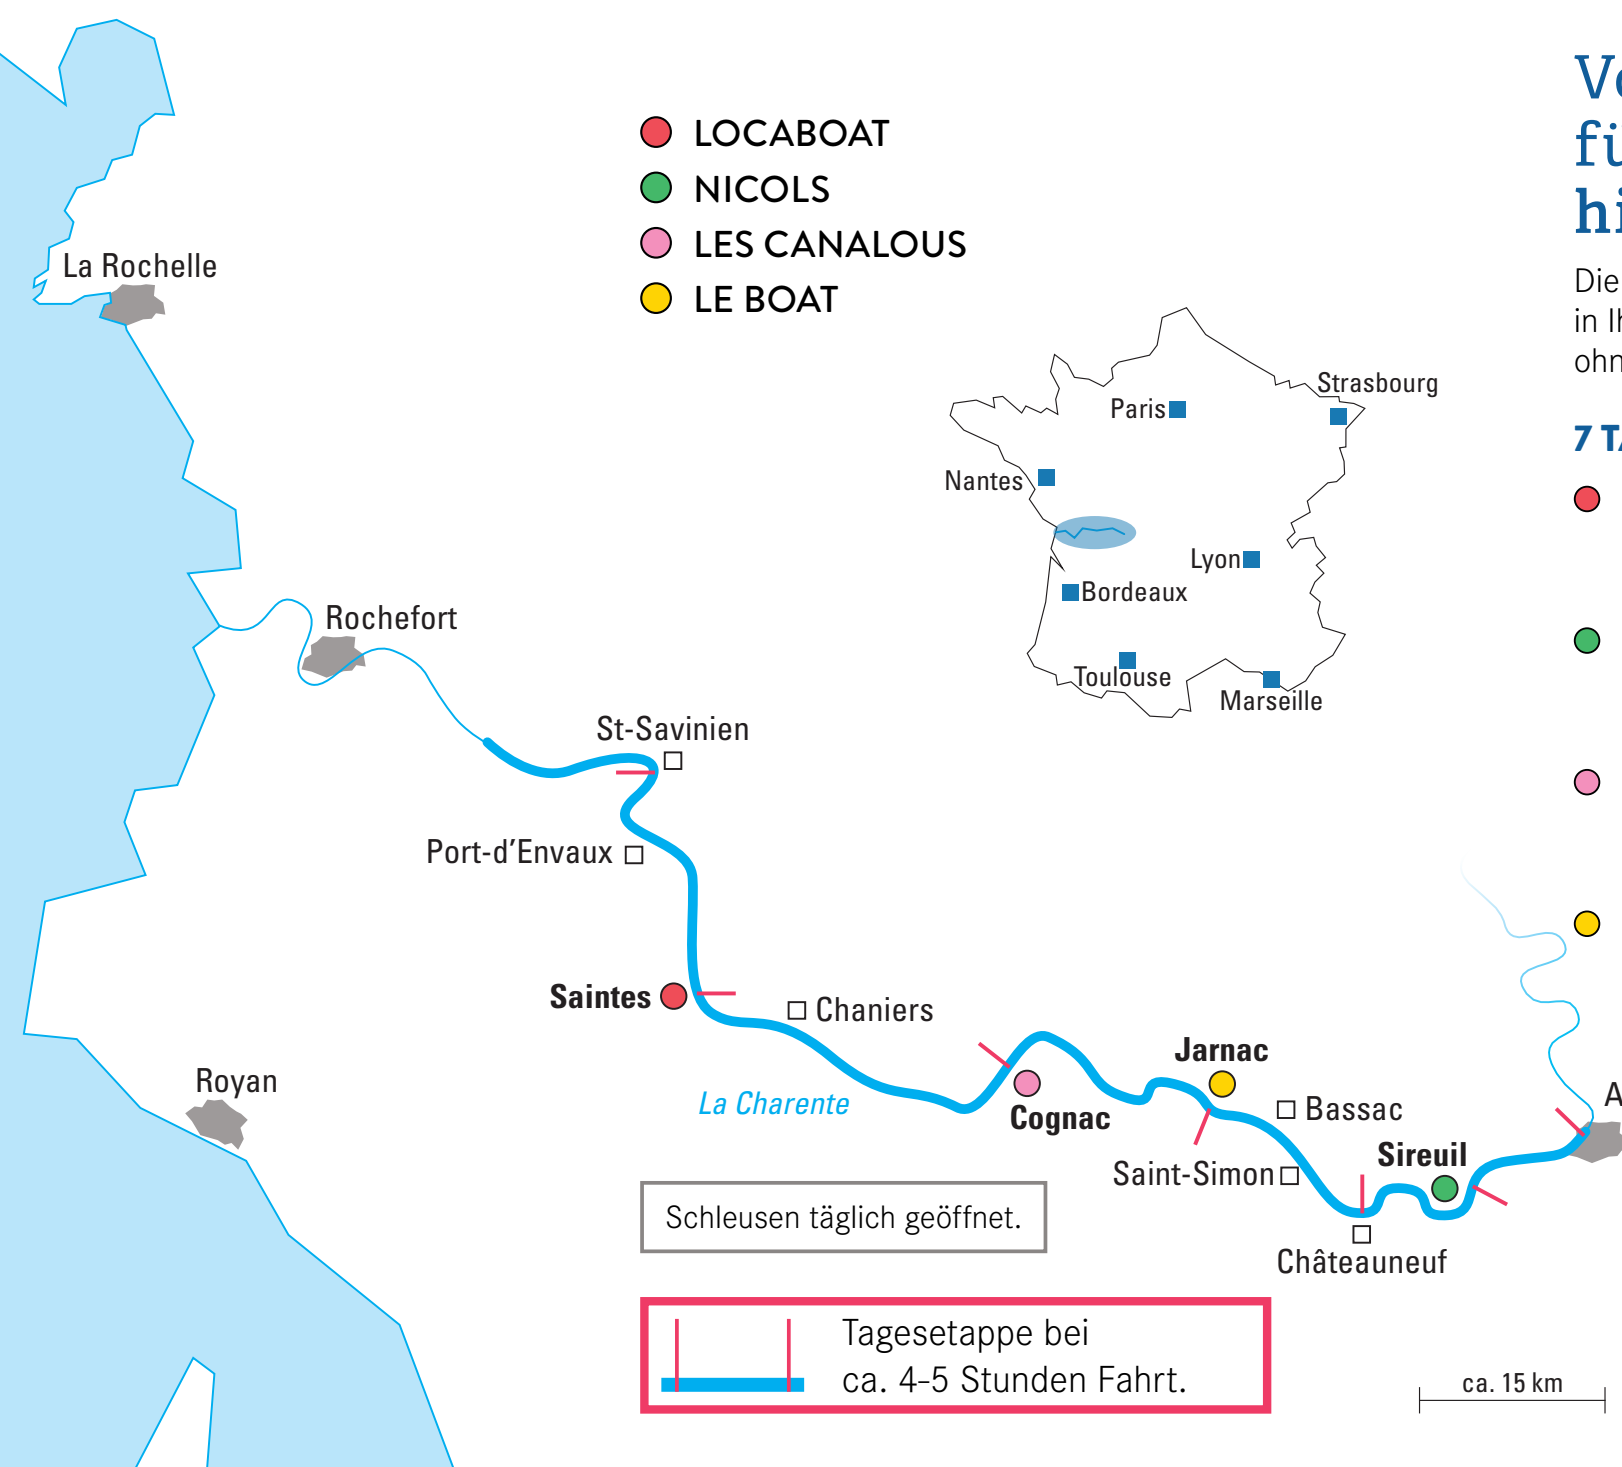 LOCABOAT
NICOLS
LES CANALOUS
LE BOAT
La Rochelle
Rochefort
St-Savinien
Port-d'Envaux
Saintes
Chaniers
La Charente
Royan
Cognac
Jarnac
Bassac
Saint-Simon
Sireuil
Châteauneuf
Strasbourg
Paris
Nantes
Lyon
Bordeaux
Toulouse
Marseille
Schleusen täglich geöffnet.
Tagesetappe bei
ca. 4-5 Stunden Fahrt.
ca. 15 km
Die
7